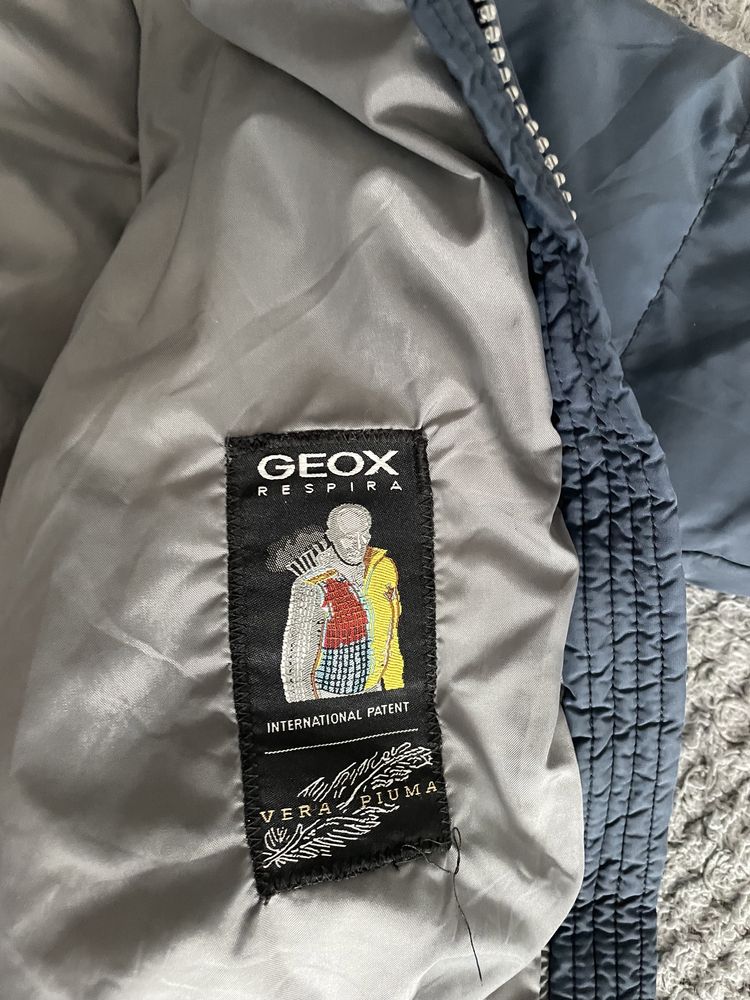 GEOX
RESPIRA
INTERNATIONAL PATENT
VERA PIUMA